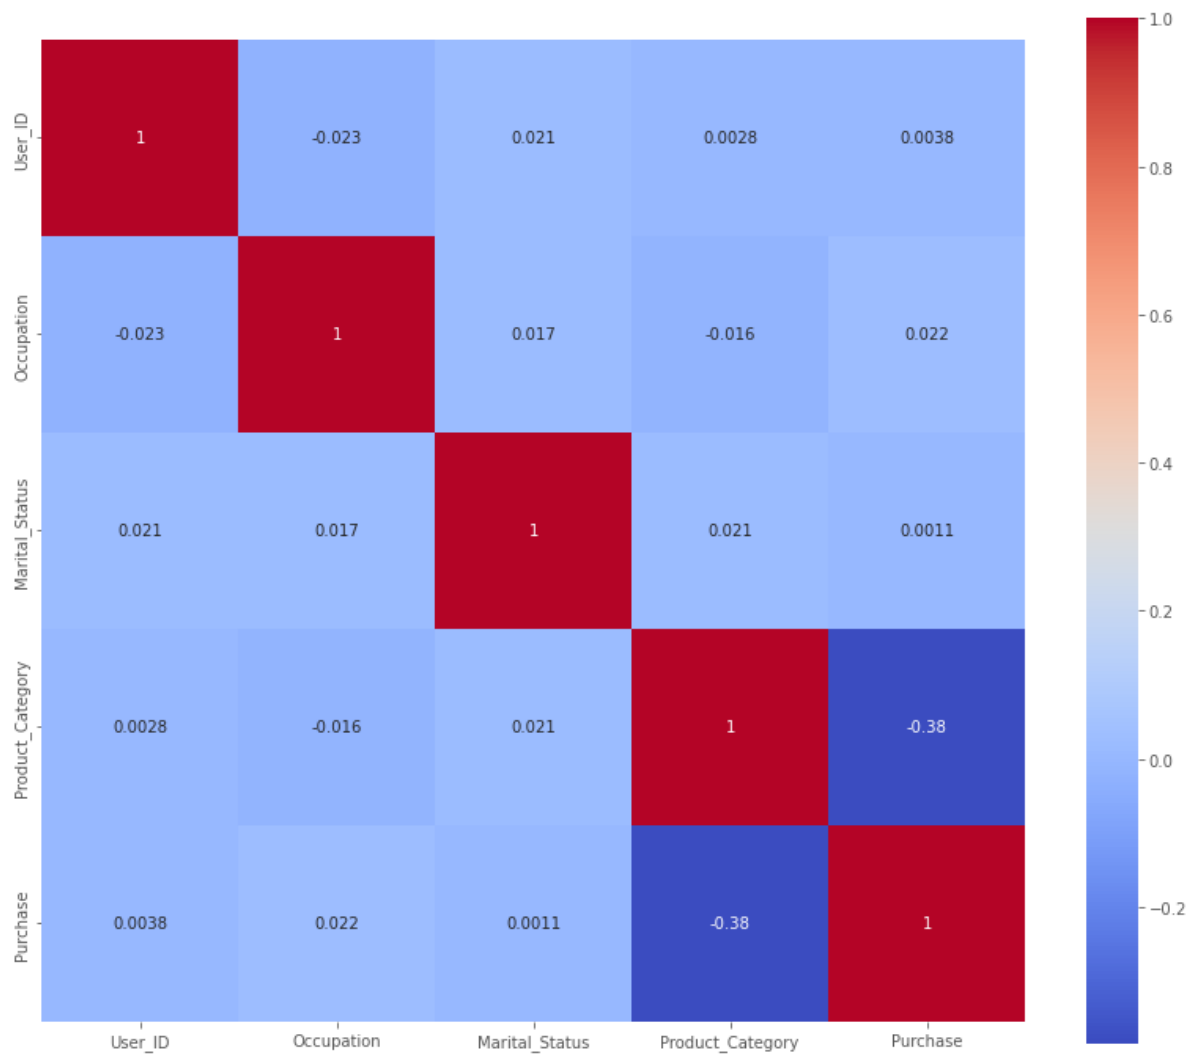 1.0
User_ID 1 -0.023 0.021 0.0028 0.0038
0.8
Occupation -0.023 1 0.017 -0.016 0.022
0.6
0.4
Marital_Status 0.021 0.017 1 0.021 0.0011
0.2
Product_Category 0.0028 -0.016 0.021 1 -0.38
0.0
Purchase 0.0038 0.022 0.0011 -0.38 1
−0.2
User_ID Occupation Marital_Status Product_Category Purchase